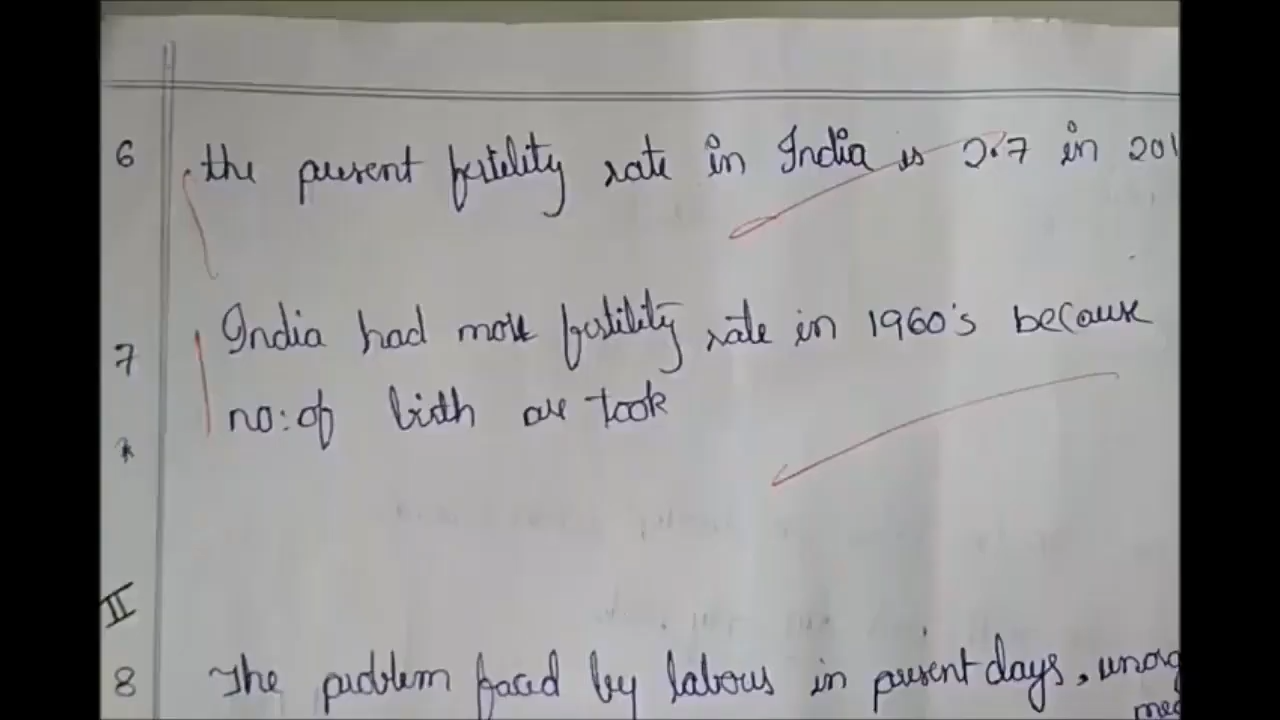 6 the present fertility rate in India is 2.7 in 201
7 India had more fertility rate in 1960's because
no: of birth are took
II
8 The problem faced by labours in present days, unorg
med